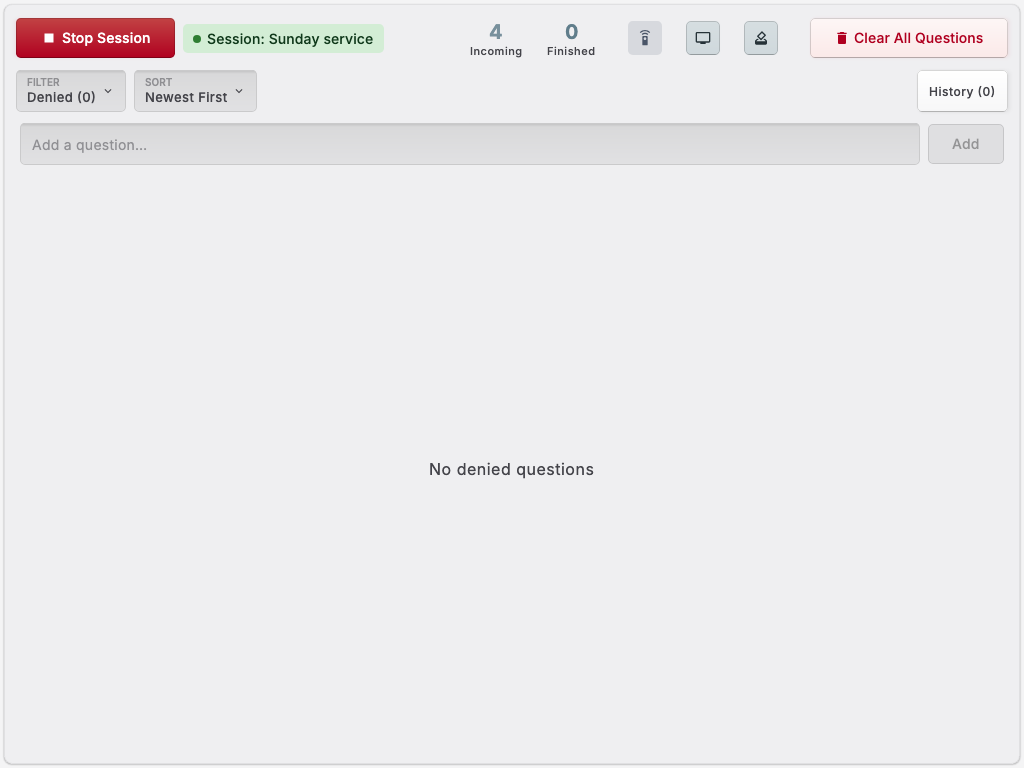 Stop Session
Session: Sunday service
4
Incoming
0
Finished
Clear All Questions
FILTER
Denied (0)
SORT
Newest First
History (0)
Add a question...
Add
No denied questions